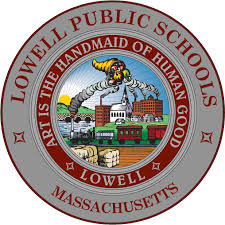 LOWELL PUBLIC SCHOOLS
ART IS THE HANDMAID OF HUMAN GOOD
LOWELL
MASSACHUSETTS